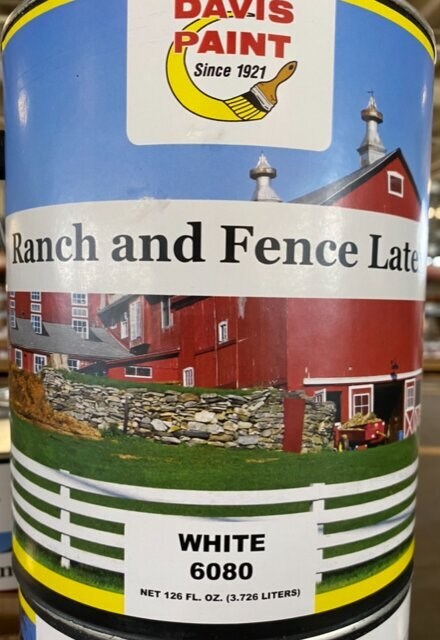 DAVIS
PAINT
Since 1921
Ranch and Fence Late
WHITE
6080
NET 126 FL. OZ. (3.726 LITERS)